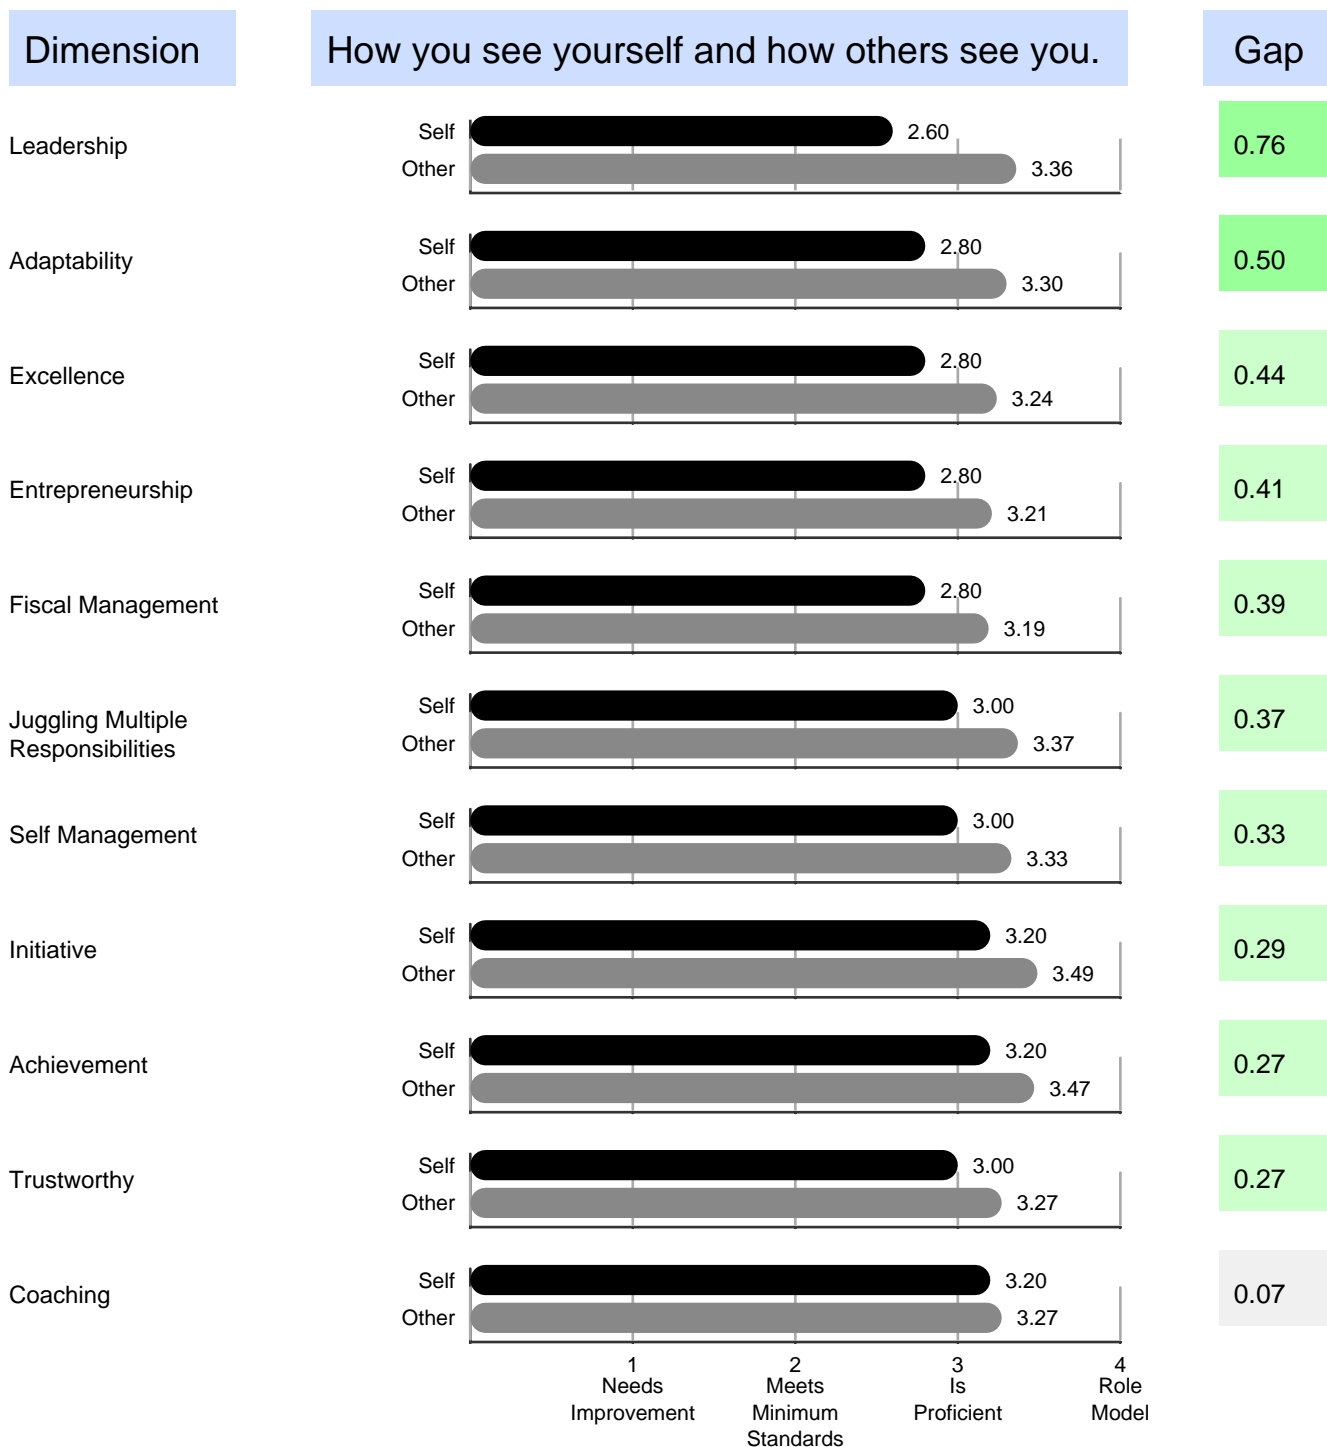 Dimension
How you see yourself and how others see you.
Gap
Leadership
Self
2.60
Other
3.36
0.76
Adaptability
Self
2.80
Other
3.30
0.50
Excellence
Self
2.80
Other
3.24
0.44
Entrepreneurship
Self
2.80
Other
3.21
0.41
Fiscal Management
Self
2.80
Other
3.19
0.39
Juggling Multiple
Responsibilities
Self
3.00
Other
3.37
0.37
Self Management
Self
3.00
Other
3.33
0.33
Initiative
Self
3.20
Other
3.49
0.29
Achievement
Self
3.20
Other
3.47
0.27
Trustworthy
Self
3.00
Other
3.27
0.27
Coaching
Self
3.20
Other
3.27
0.07
1
Needs
Improvement
2
Meets
Minimum
Standards
3
Is
Proficient
4
Role
Model